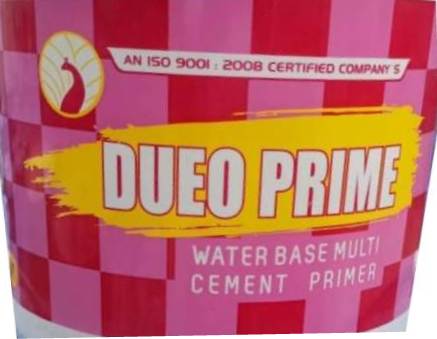 AN ISO 9001 : 2008 CERTIFIED COMPANY'S
DUEO PRIME
WATER BASE MULTI
CEMENT PRIMER